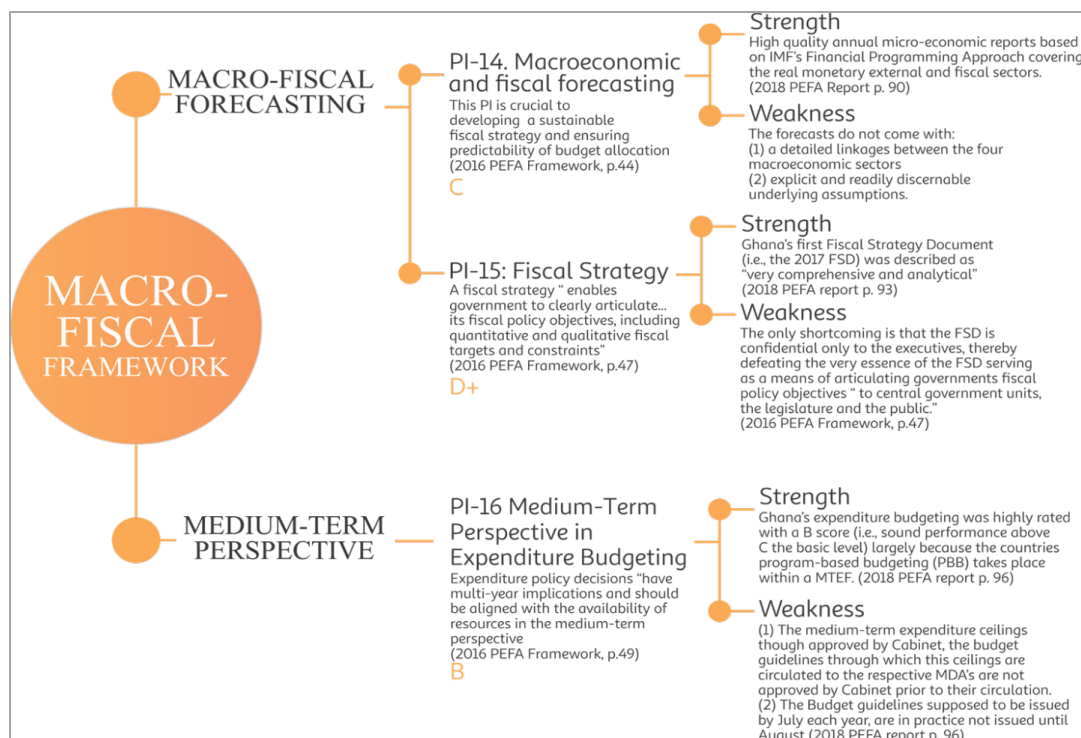 MACRO-
FISCAL
FRAMEWORK
MACRO-FISCAL
FORECASTING
PI-14. Macroeconomic
and fiscal forecasting
This PI is crucial to
developing a sustainable
fiscal strategy and ensuring
predictability of budget allocation
(2016 PEFA Framework, p.44)
C
Strength
High quality annual micro-economic reports based
on IMF's Financial Programming Approach covering
the real monetary external and fiscal sectors.
(2018 PEFA Report p. 90)
Weakness
The forecasts do not come with:
(1) a detailed linkages between the four
macroeconomic sectors
(2) explicit and readily discernable
underlying assumptions.
PI-15: Fiscal Strategy
A fiscal strategy " enables
government to clearly articulate...
its fiscal policy objectives, including
quantitative and qualitative fiscal
targets and constraints"
(2016 PEFA Framework, p.47)
D+
Strength
Ghana's first Fiscal Strategy Document
(i.e., the 2017 FSD) was described as
"very comprehensive and analytical"
(2018 PEFA report p. 93)
Weakness
The only shortcoming is that the FSD is
confidential only to the executives, thereby
defeating the very essence of the FSD serving
as a means of articulating governments fiscal
policy objectives " to central government units,
the legislature and the public."
(2016 PEFA Framework, p.47)
MEDIUM-TERM
PERSPECTIVE
PI-16 Medium-Term
Perspective in
Expenditure Budgeting
Expenditure policy decisions "have
multi-year implications and should
be aligned with the availability of
resources in the medium-term
perspective
(2016 PEFA Framework, p.49)
B
Strength
Ghana's expenditure budgeting was highly rated
with a B score (i.e., sound performance above
C the basic level) largely because the countries
program-based budgeting (PBB) takes place
within a MTEF. (2018 PEFA report p. 96)
Weakness
(1) The medium-term expenditure ceilings
though approved by Cabinet, the budget
guidelines through which this ceilings are
circulated to the respective MDA's are not
approved by Cabinet prior to their circulation.
(2) The Budget guidelines supposed to be issued
by July each year, are in practice not issued until
August (2018 PEFA report p. 96)